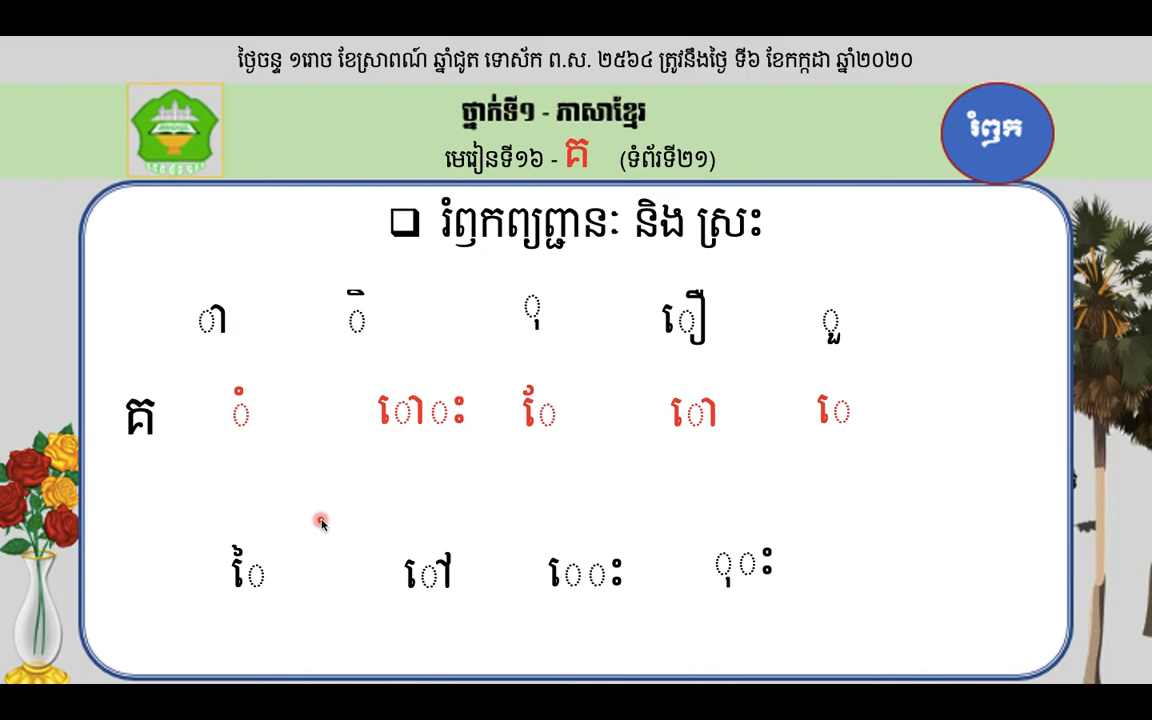 ថ្ងៃចន្ទ ១រោច ខែស្រាពណ៍ ឆ្នាំជូត ទោស័ក ព.ស. ២៥៦៤ ត្រូវនឹងថ្ងៃ ទី៦ ខែកក្កដា ឆ្នាំ២០២០
ថ្នាក់ទី១ - ភាសាខ្មែរ
រំឭក
មេរៀនទី១៦ - គ (ទំព័រទី២១)
❑ រំឭកព្យព្ជានៈ និង ស្រះ
ា ិ ុ ឿ ួ
គ ំ ោះ ែ ោ េ
ៃ ៅ េះ ុះ